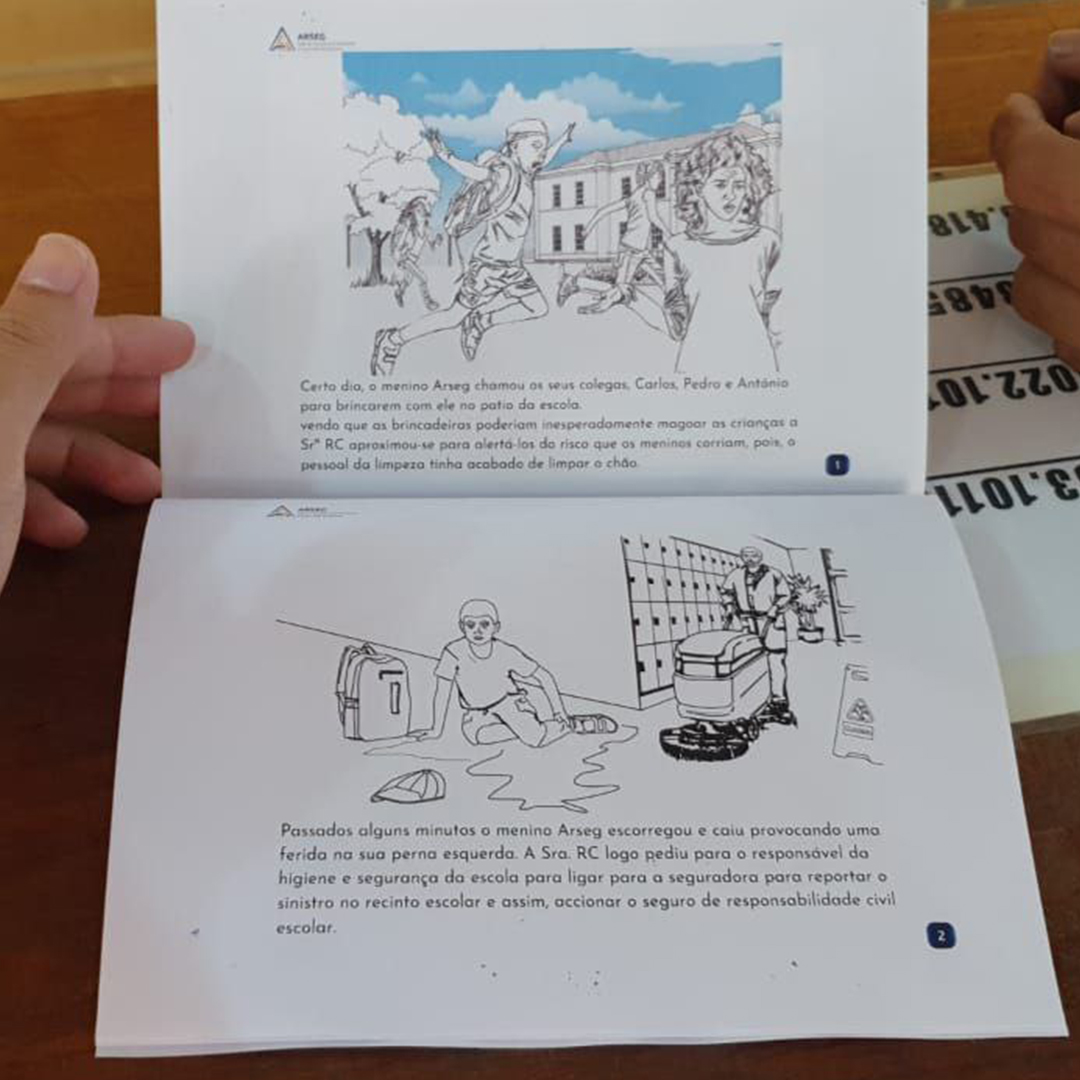 ARSEG
Certo dia, o menino Arseg chamou os seus colegas, Carlos, Pedro e António
para brincarem com ele no patio da escola.
vendo que as brincadeiras poderiam inesperadamente magoar as crianças a
Srª RC aproximou-se para alertá-los do risco que os meninos corriam, pois, o
pessoal da limpeza tinha acabado de limpar o chão.
1
ARSEG
Passados alguns minutos o menino Arseg escorregou e caiu provocando uma
ferida na sua perna esquerda. A Sra. RC logo pediu para o responsável da
higiene e segurança da escola para ligar para a seguradora para reportar o
sinistro no recinto escolar e assim, accionar o seguro de responsabilidade civil
escolar.
2
.418
3485
022.10
3.1011